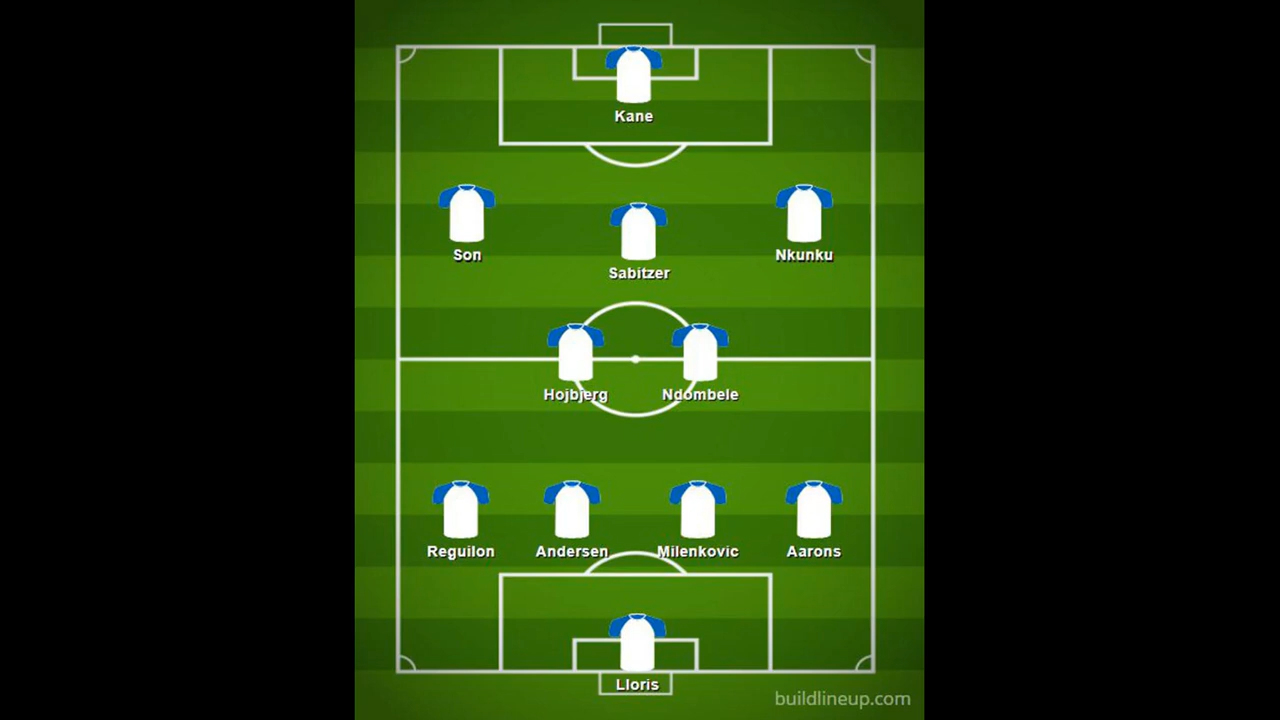 Kane
Son
Sabitzer
Nkunku
Hojbjerg
Ndombele
Reguilon
Andersen
Milenkovic
Aarons
Lloris
buildlineup.com